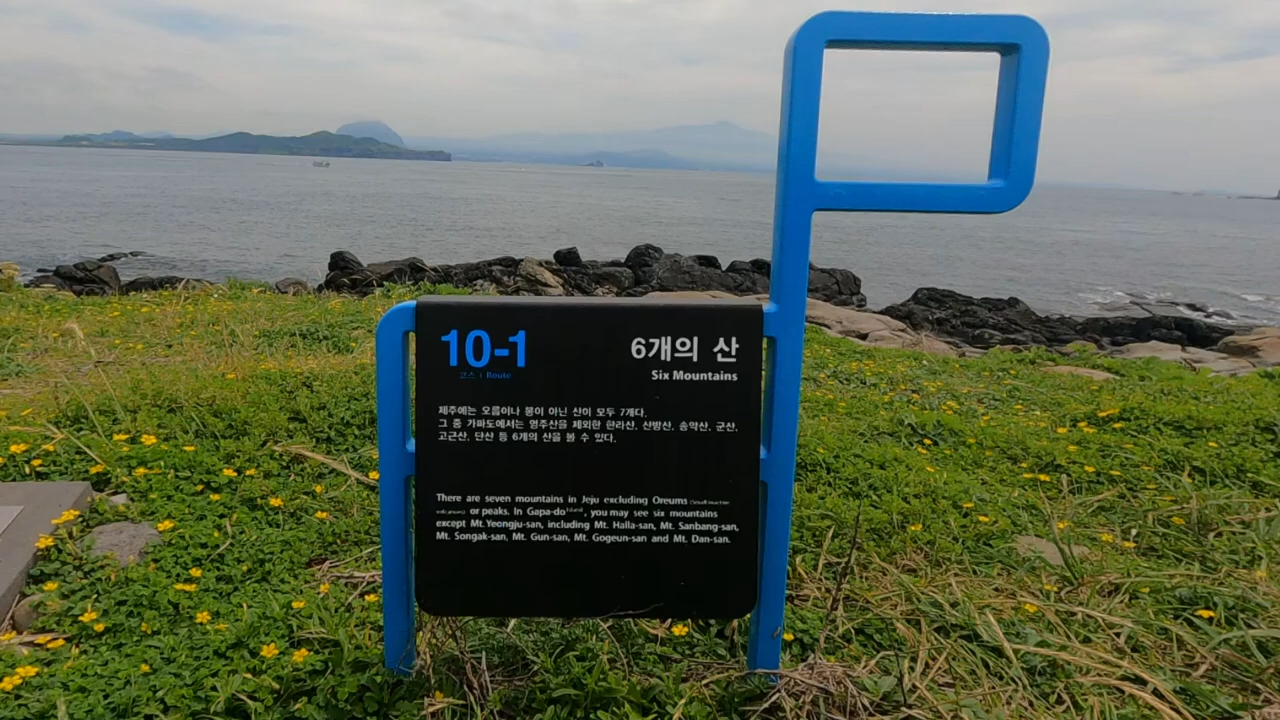 10-1
코스 | Route
6개의 산
Six Mountains
제주에는 오름이나 봉이 아닌 산이 모두 7개다.
그 중 가파도에서는 영주산을 제외한 한라산, 산방산, 송악산, 군산,
고근산, 단산 등 6개의 산을 볼 수 있다.
There are seven mountains in Jeju excluding Oreums (Small inactive
volcanoes) or peaks. In Gapa-do Island, you may see six mountains
except Mt. Yeongju-san, including Mt. Halla-san, Mt. Sanbang-san,
Mt. Songak-san, Mt. Gun-san, Mt. Gogeun-san and Mt. Dan-san.